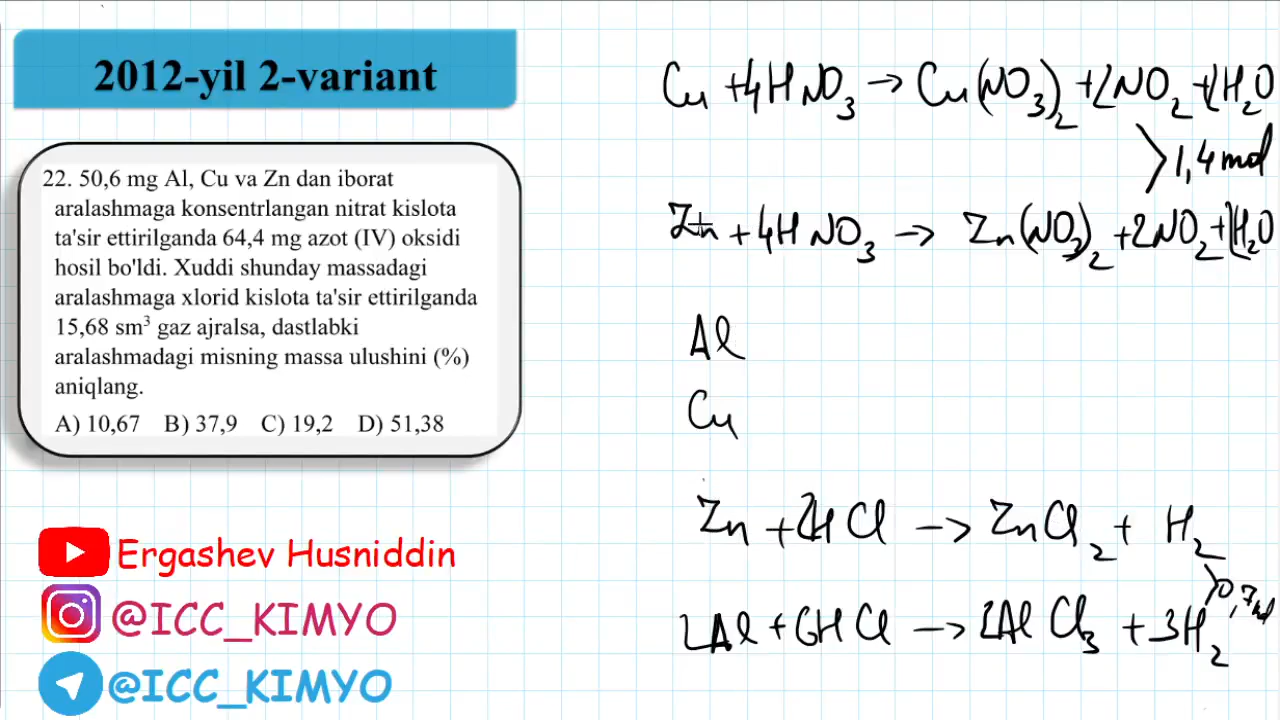 2012-yil 2-variant
22. 50,6 mg Al, Cu va Zn dan iborat
aralashmaga konsentrlangan nitrat kislota
ta'sir ettirilganda 64,4 mg azot (IV) oksidi
hosil bo'ldi. Xuddi shunday massadagi
aralashmaga xlorid kislota ta'sir ettirilganda
15,68 sm³ gaz ajralsa, dastlabki
aralashmadagi misning massa ulushini (%)
aniqlang.
A) 10,67 B) 37,9 C) 19,2 D) 51,38
Ergashev Husniddin
@ICC_KIMYO
@ICC_KIMYO
Cu + 4HNO₃ → Cu(NO₃)₂ + 2NO₂ + 2H₂O
>1,4 mol
Zn + 4HNO₃ → Zn(NO₃)₂ + 2NO₂ + 2H₂O
Al
Cu
Zn + 2HCl → ZnCl₂ + H₂
>0,7 mol
2Al + 6HCl → 2AlCl₃ + 3H₂